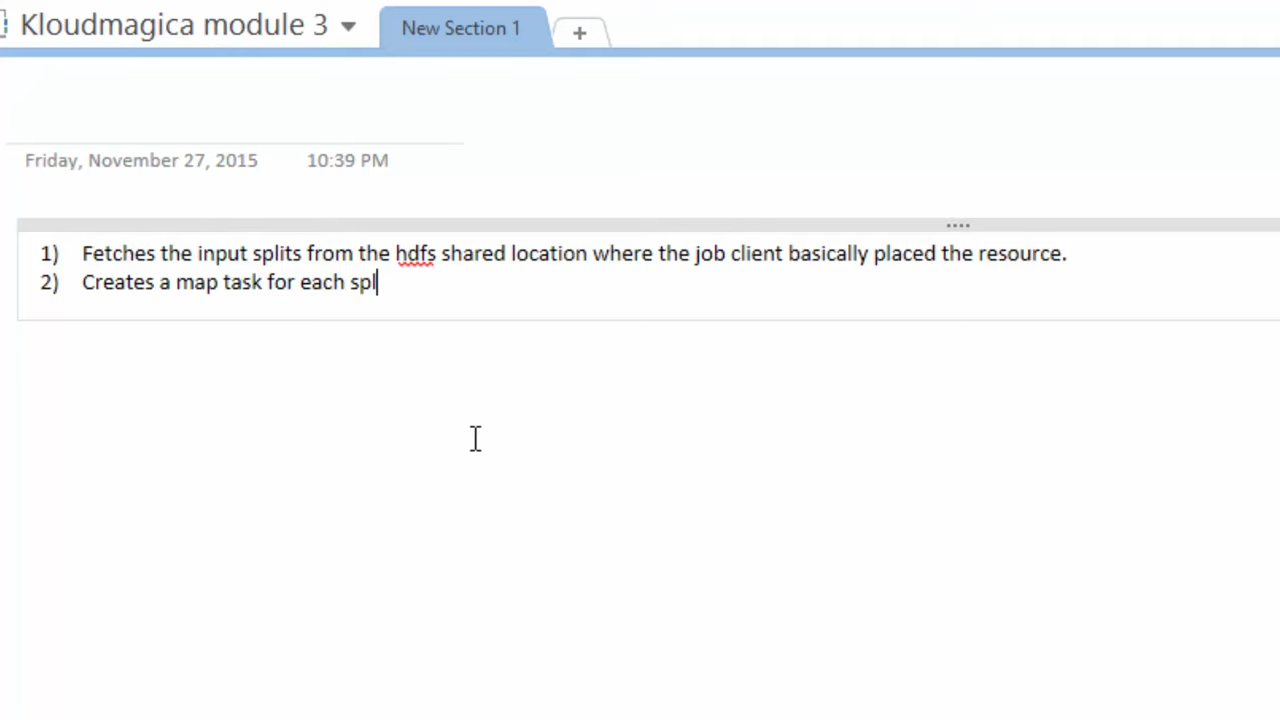 Kloudmagica module 3
New Section 1
+
Friday, November 27, 2015 10:39 PM
1) Fetches the input splits from the hdfs shared location where the job client basically placed the resource.
2) Creates a map task for each spl